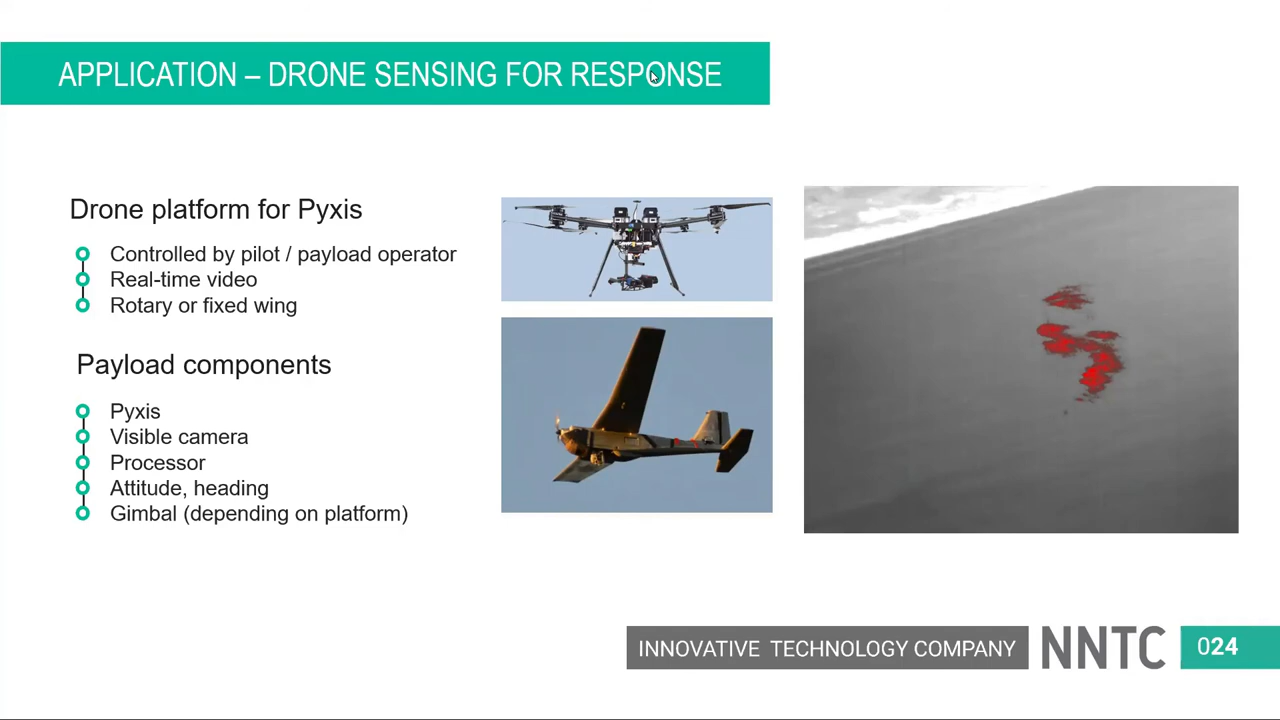 APPLICATION – DRONE SENSING FOR RESPONSE
Drone platform for Pyxis
Controlled by pilot / payload operator
Real-time video
Rotary or fixed wing
Payload components
Pyxis
Visible camera
Processor
Attitude, heading
Gimbal (depending on platform)
INNOVATIVE TECHNOLOGY COMPANY
NNTC
024